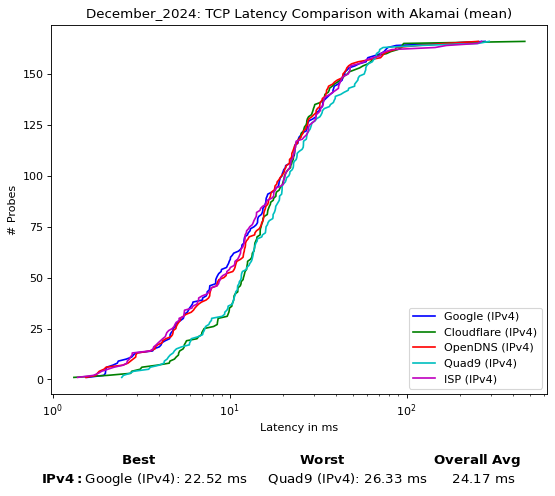 December_2024: TCP Latency Comparison with Akamai (mean)
150
125
100
75
50
25
0
# Probes
10⁰ 10¹ 10²
Latency in ms
Google (IPv4)
Cloudflare (IPv4)
OpenDNS (IPv4)
Quad9 (IPv4)
ISP (IPv4)
Best Worst Overall Avg
IPv4: Google (IPv4): 22.52 ms Quad9 (IPv4): 26.33 ms 24.17 ms